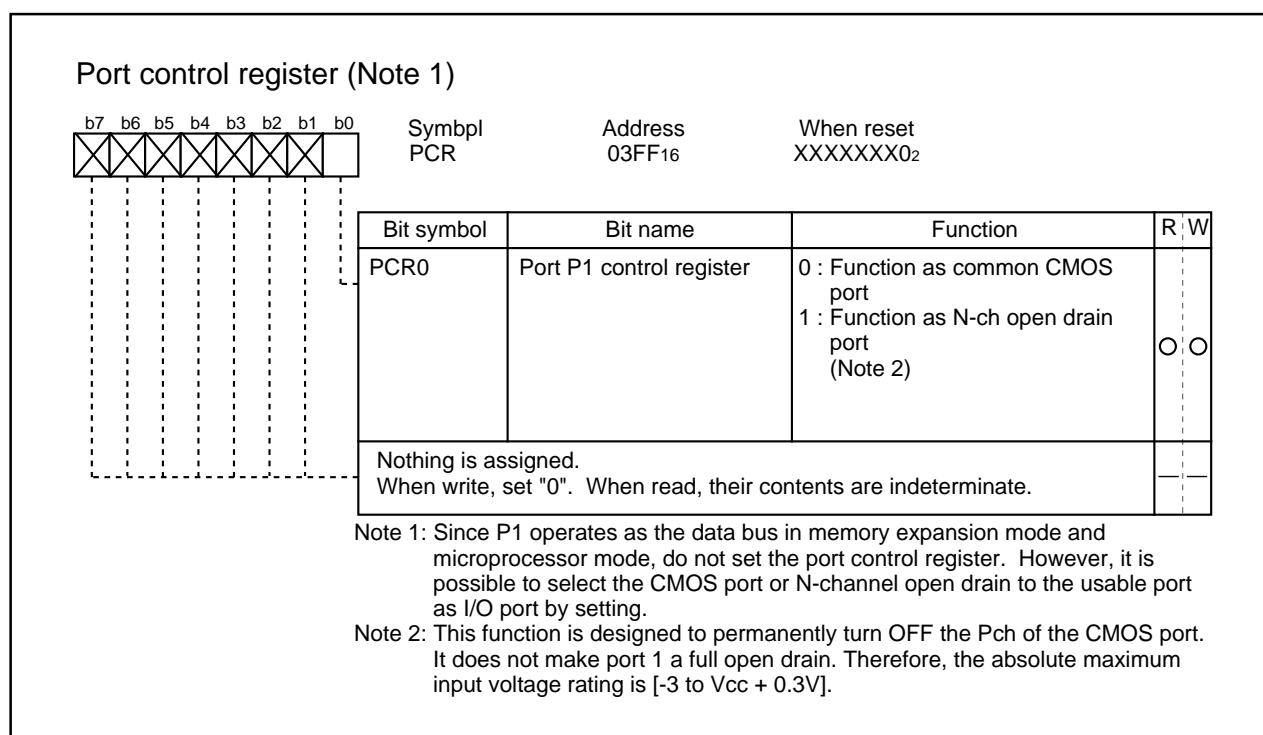 Port control register (Note 1)
b7 b6 b5 b4 b3 b2 b1 b0
Symbpl Address When reset
PCR 03FF16 XXXXXXX02
Bit symbol Bit name Function R W
PCR0 Port P1 control register 0 : Function as common CMOS
port
1 : Function as N-ch open drain
port
(Note 2)
Nothing is assigned.
When write, set "0". When read, their contents are indeterminate.
Note 1: Since P1 operates as the data bus in memory expansion mode and
microprocessor mode, do not set the port control register. However, it is
possible to select the CMOS port or N-channel open drain to the usable port
as I/O port by setting.
Note 2: This function is designed to permanently turn OFF the Pch of the CMOS port.
It does not make port 1 a full open drain. Therefore, the absolute maximum
input voltage rating is [-3 to Vcc + 0.3V].